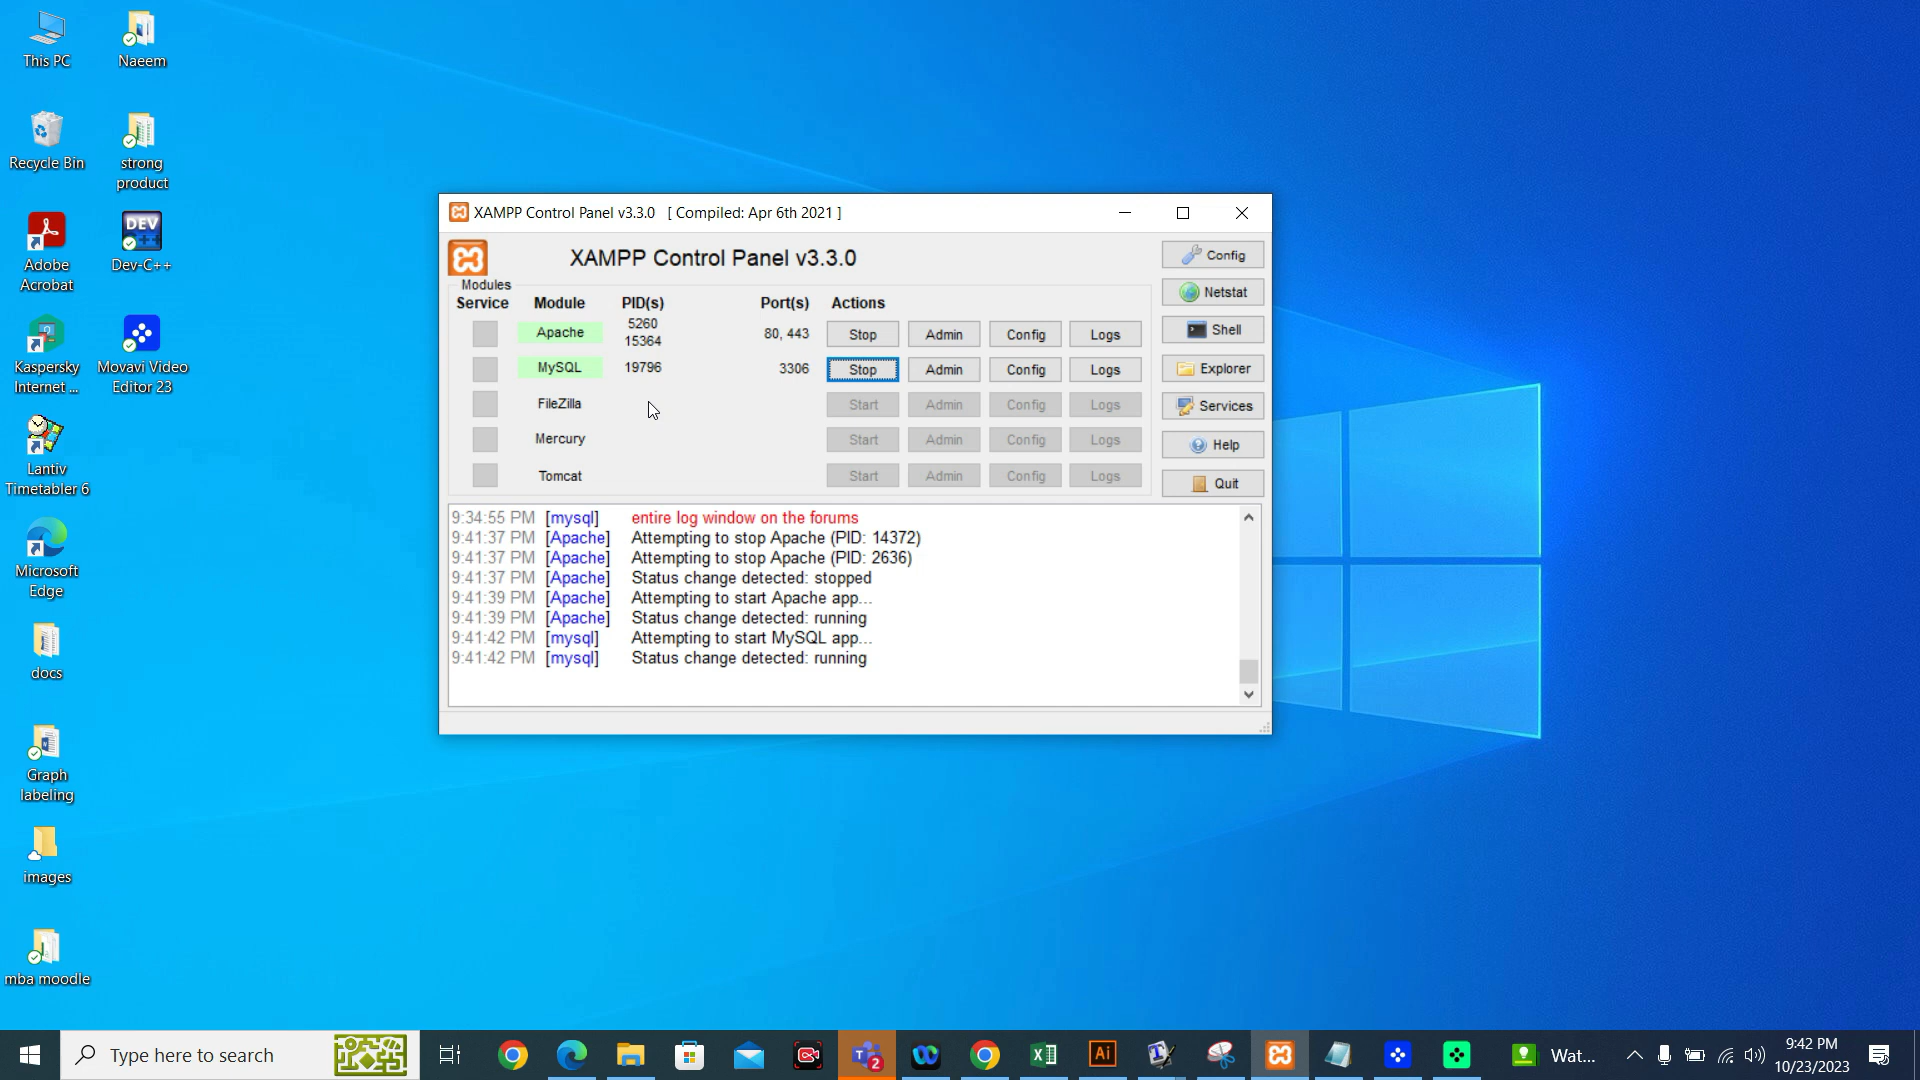 This PC
Naeem
Recycle Bin
strong
product
Adobe
Acrobat
DEV
Dev-C++
Kaspersky
Internet ...
Movavi Video
Editor 23
Lantiv
Timetabler 6
Microsoft
Edge
docs
Graph
labeling
images
mba moodle
XAMPP Control Panel v3.3.0 [ Compiled: Apr 6th 2021 ]
XAMPP Control Panel v3.3.0
Modules
Service Module PID(s) Port(s) Actions
Apache 5260 15364 80, 443 Stop Admin Config Logs
MySQL 19796 3306 Stop Admin Config Logs
FileZilla Start Admin Config Logs
Mercury Start Admin Config Logs
Tomcat Start Admin Config Logs
Config
Netstat
Shell
Explorer
Services
Help
Quit
9:34:55 PM [mysql] entire log window on the forums
9:41:37 PM [Apache] Attempting to stop Apache (PID: 14372)
9:41:37 PM [Apache] Attempting to stop Apache (PID: 2636)
9:41:37 PM [Apache] Status change detected: stopped
9:41:39 PM [Apache] Attempting to start Apache app...
9:41:39 PM [Apache] Status change detected: running
9:41:42 PM [mysql] Attempting to start MySQL app...
9:41:42 PM [mysql] Status change detected: running
Type here to search
T
2
Ai
Wat...
9:42 PM
10/23/2023